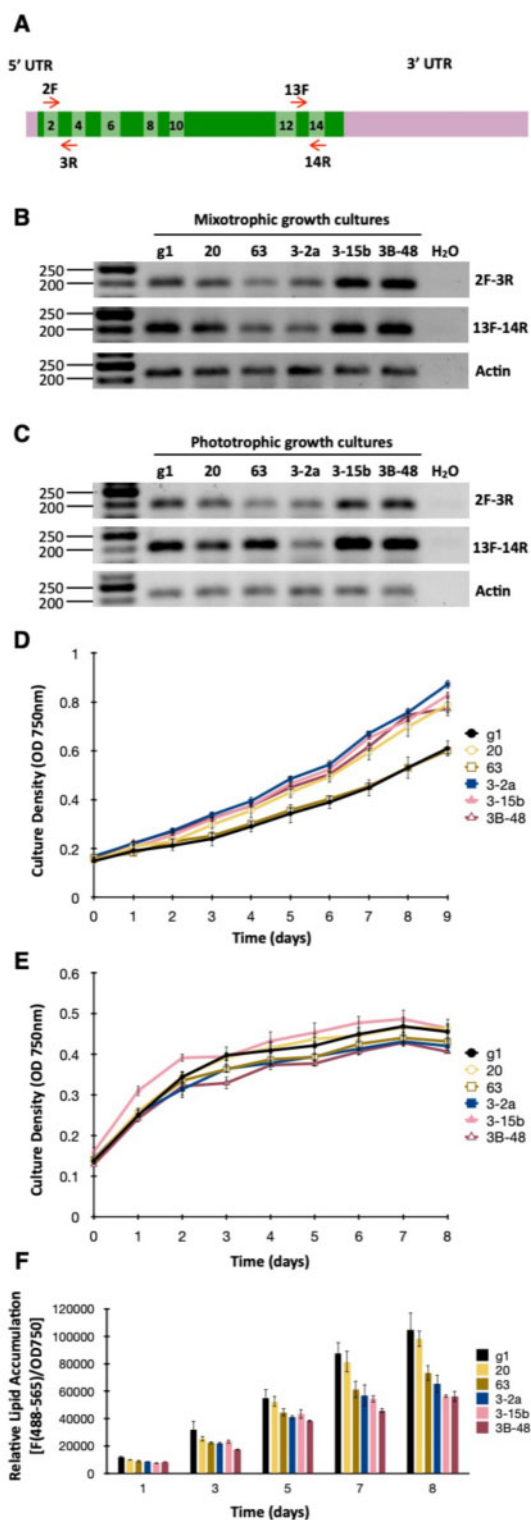 A
5' UTR
3' UTR
2F
13F
2 4 6 8 10 12 14
3R
14R
B
Mixotrophic growth cultures
g1 20 63 3-2a 3-15b 3B-48 H₂O
250
200
2F-3R
250
200
13F-14R
250
200
Actin
C
Phototrophic growth cultures
g1 20 63 3-2a 3-15b 3B-48 H₂O
250
200
2F-3R
250
200
13F-14R
250
200
Actin
D
Culture Density (OD 750nm)
1
0.8
0.6
0.4
0.2
0
0 1 2 3 4 5 6 7 8 9
Time (days)
g1
20
63
3-2a
3-15b
3B-48
E
Culture Density (OD 750nm)
0.6
0.5
0.4
0.3
0.2
0.1
0
0 1 2 3 4 5 6 7 8
Time (days)
g1
20
63
3-2a
3-15b
3B-48
F
Relative Lipid Accumulation
[F(488-565)/OD750]
120000
100000
80000
60000
40000
20000
0
1 3 5 7 8
Time (days)
g1
20
63
3-2a
3-15b
3B-48